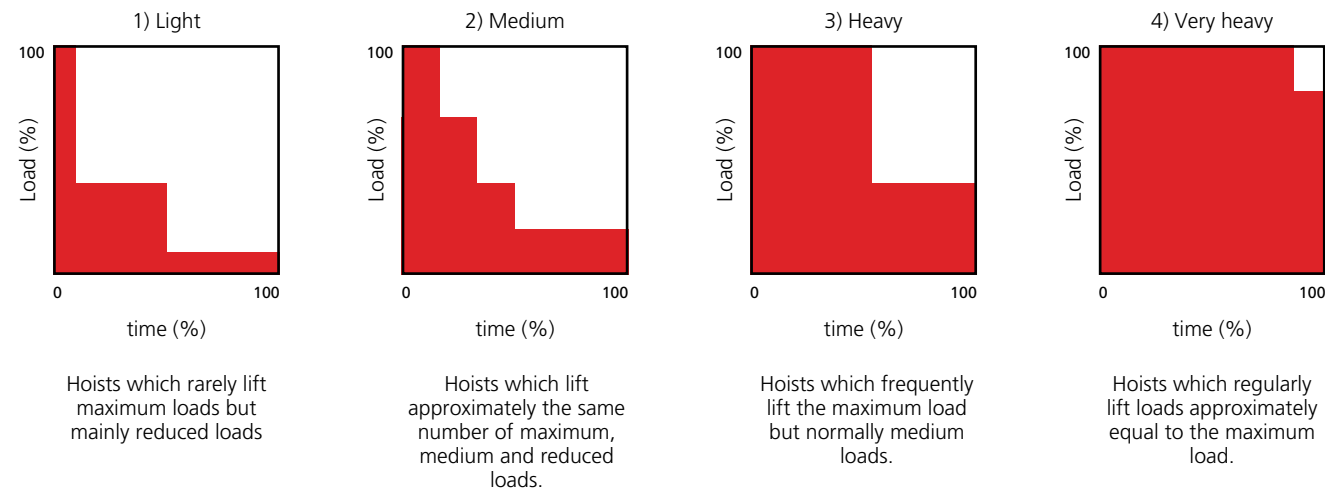 1) Light
100
Load (%)
0
100
time (%)
Hoists which rarely lift
maximum loads but
mainly reduced loads
2) Medium
100
Load (%)
0
100
time (%)
Hoists which lift
approximately the same
number of maximum,
medium and reduced
loads.
3) Heavy
100
Load (%)
0
100
time (%)
Hoists which frequently
lift the maximum load
but normally medium
loads.
4) Very heavy
100
Load (%)
0
100
time (%)
Hoists which regularly
lift loads approximately
equal to the maximum
load.